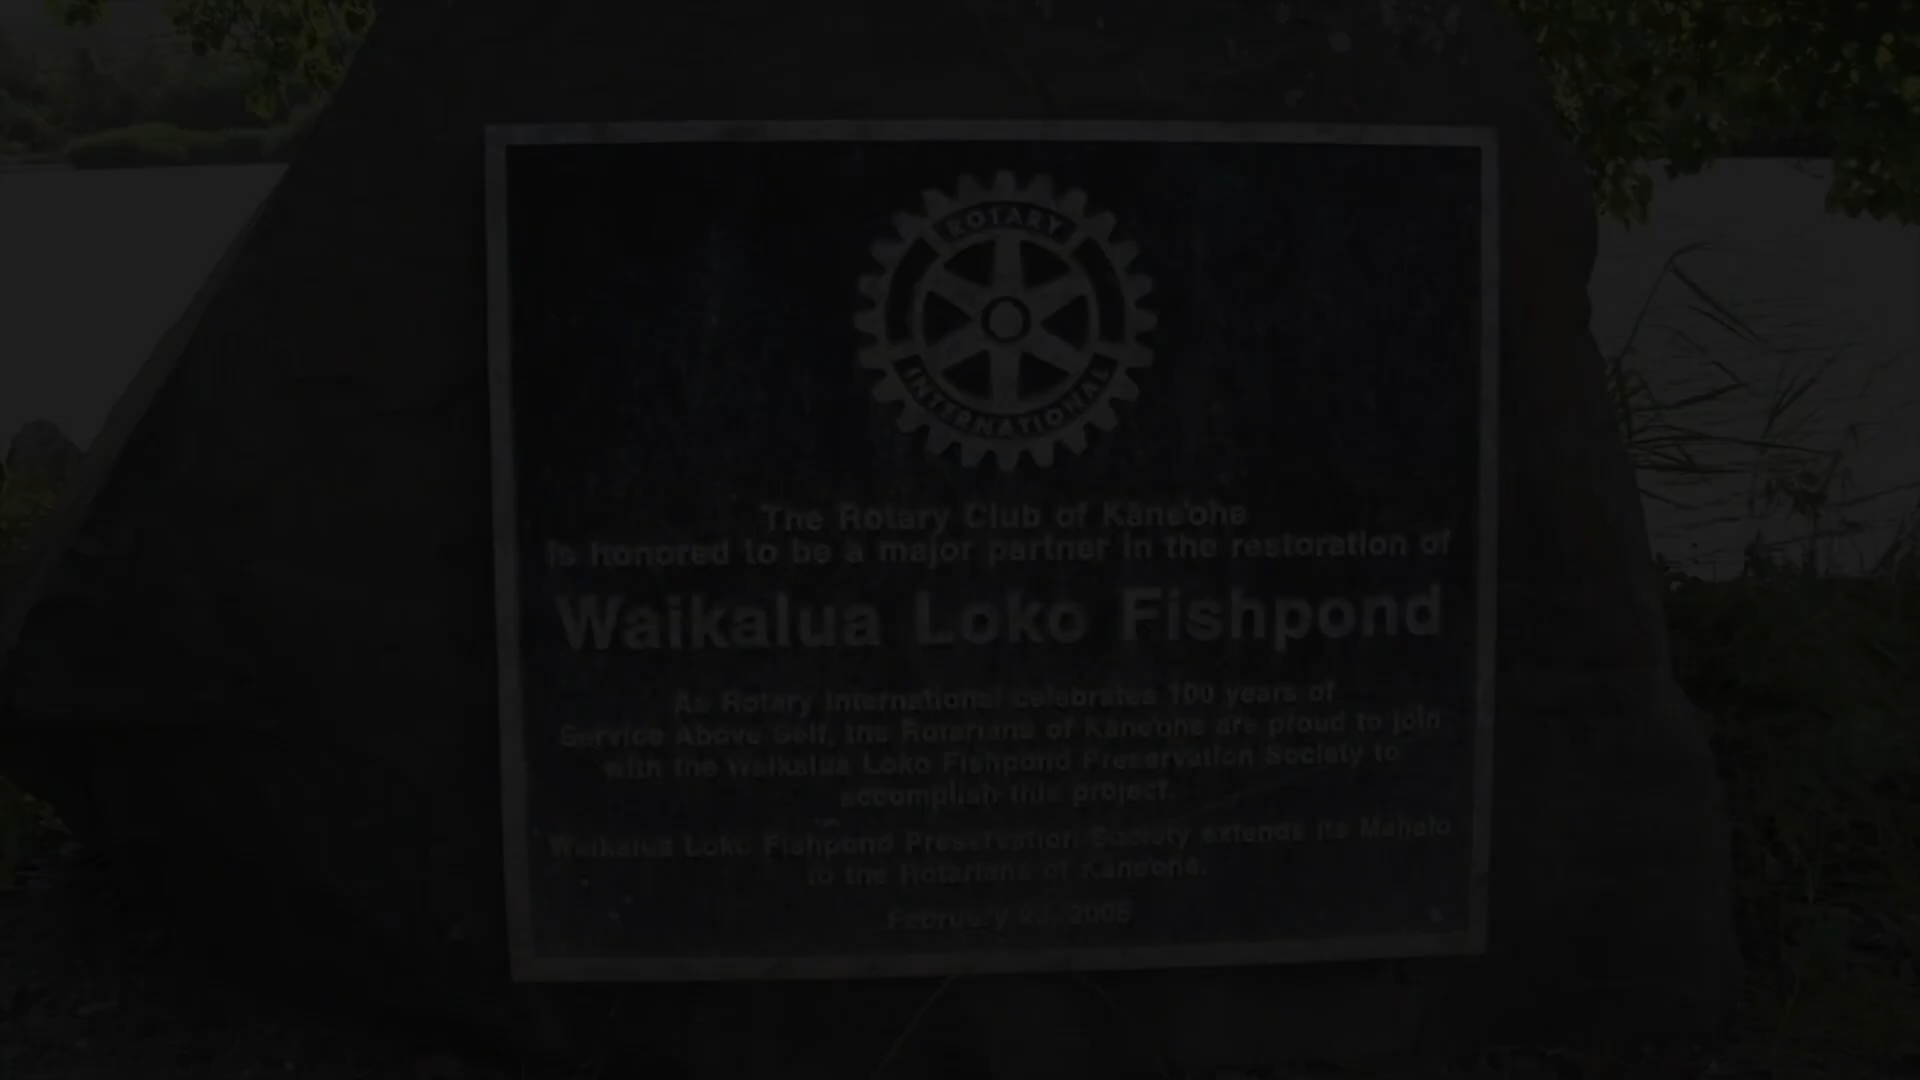 ROTARY
INTERNATIONAL
The Rotary Club of Kāne'ohe
is honored to be a major partner in the restoration of
Waikalua Loko Fishpond
As Rotary International celebrates 100 years of
Service Above Self, the Rotarians of Kāne'ohe are proud to join
with the Waikalua Loko Fishpond Preservation Society to
accomplish this project.
Waikalua Loko Fishpond Preservation Society extends its Mahalo
to the Rotarians of Kāne'ohe.
February